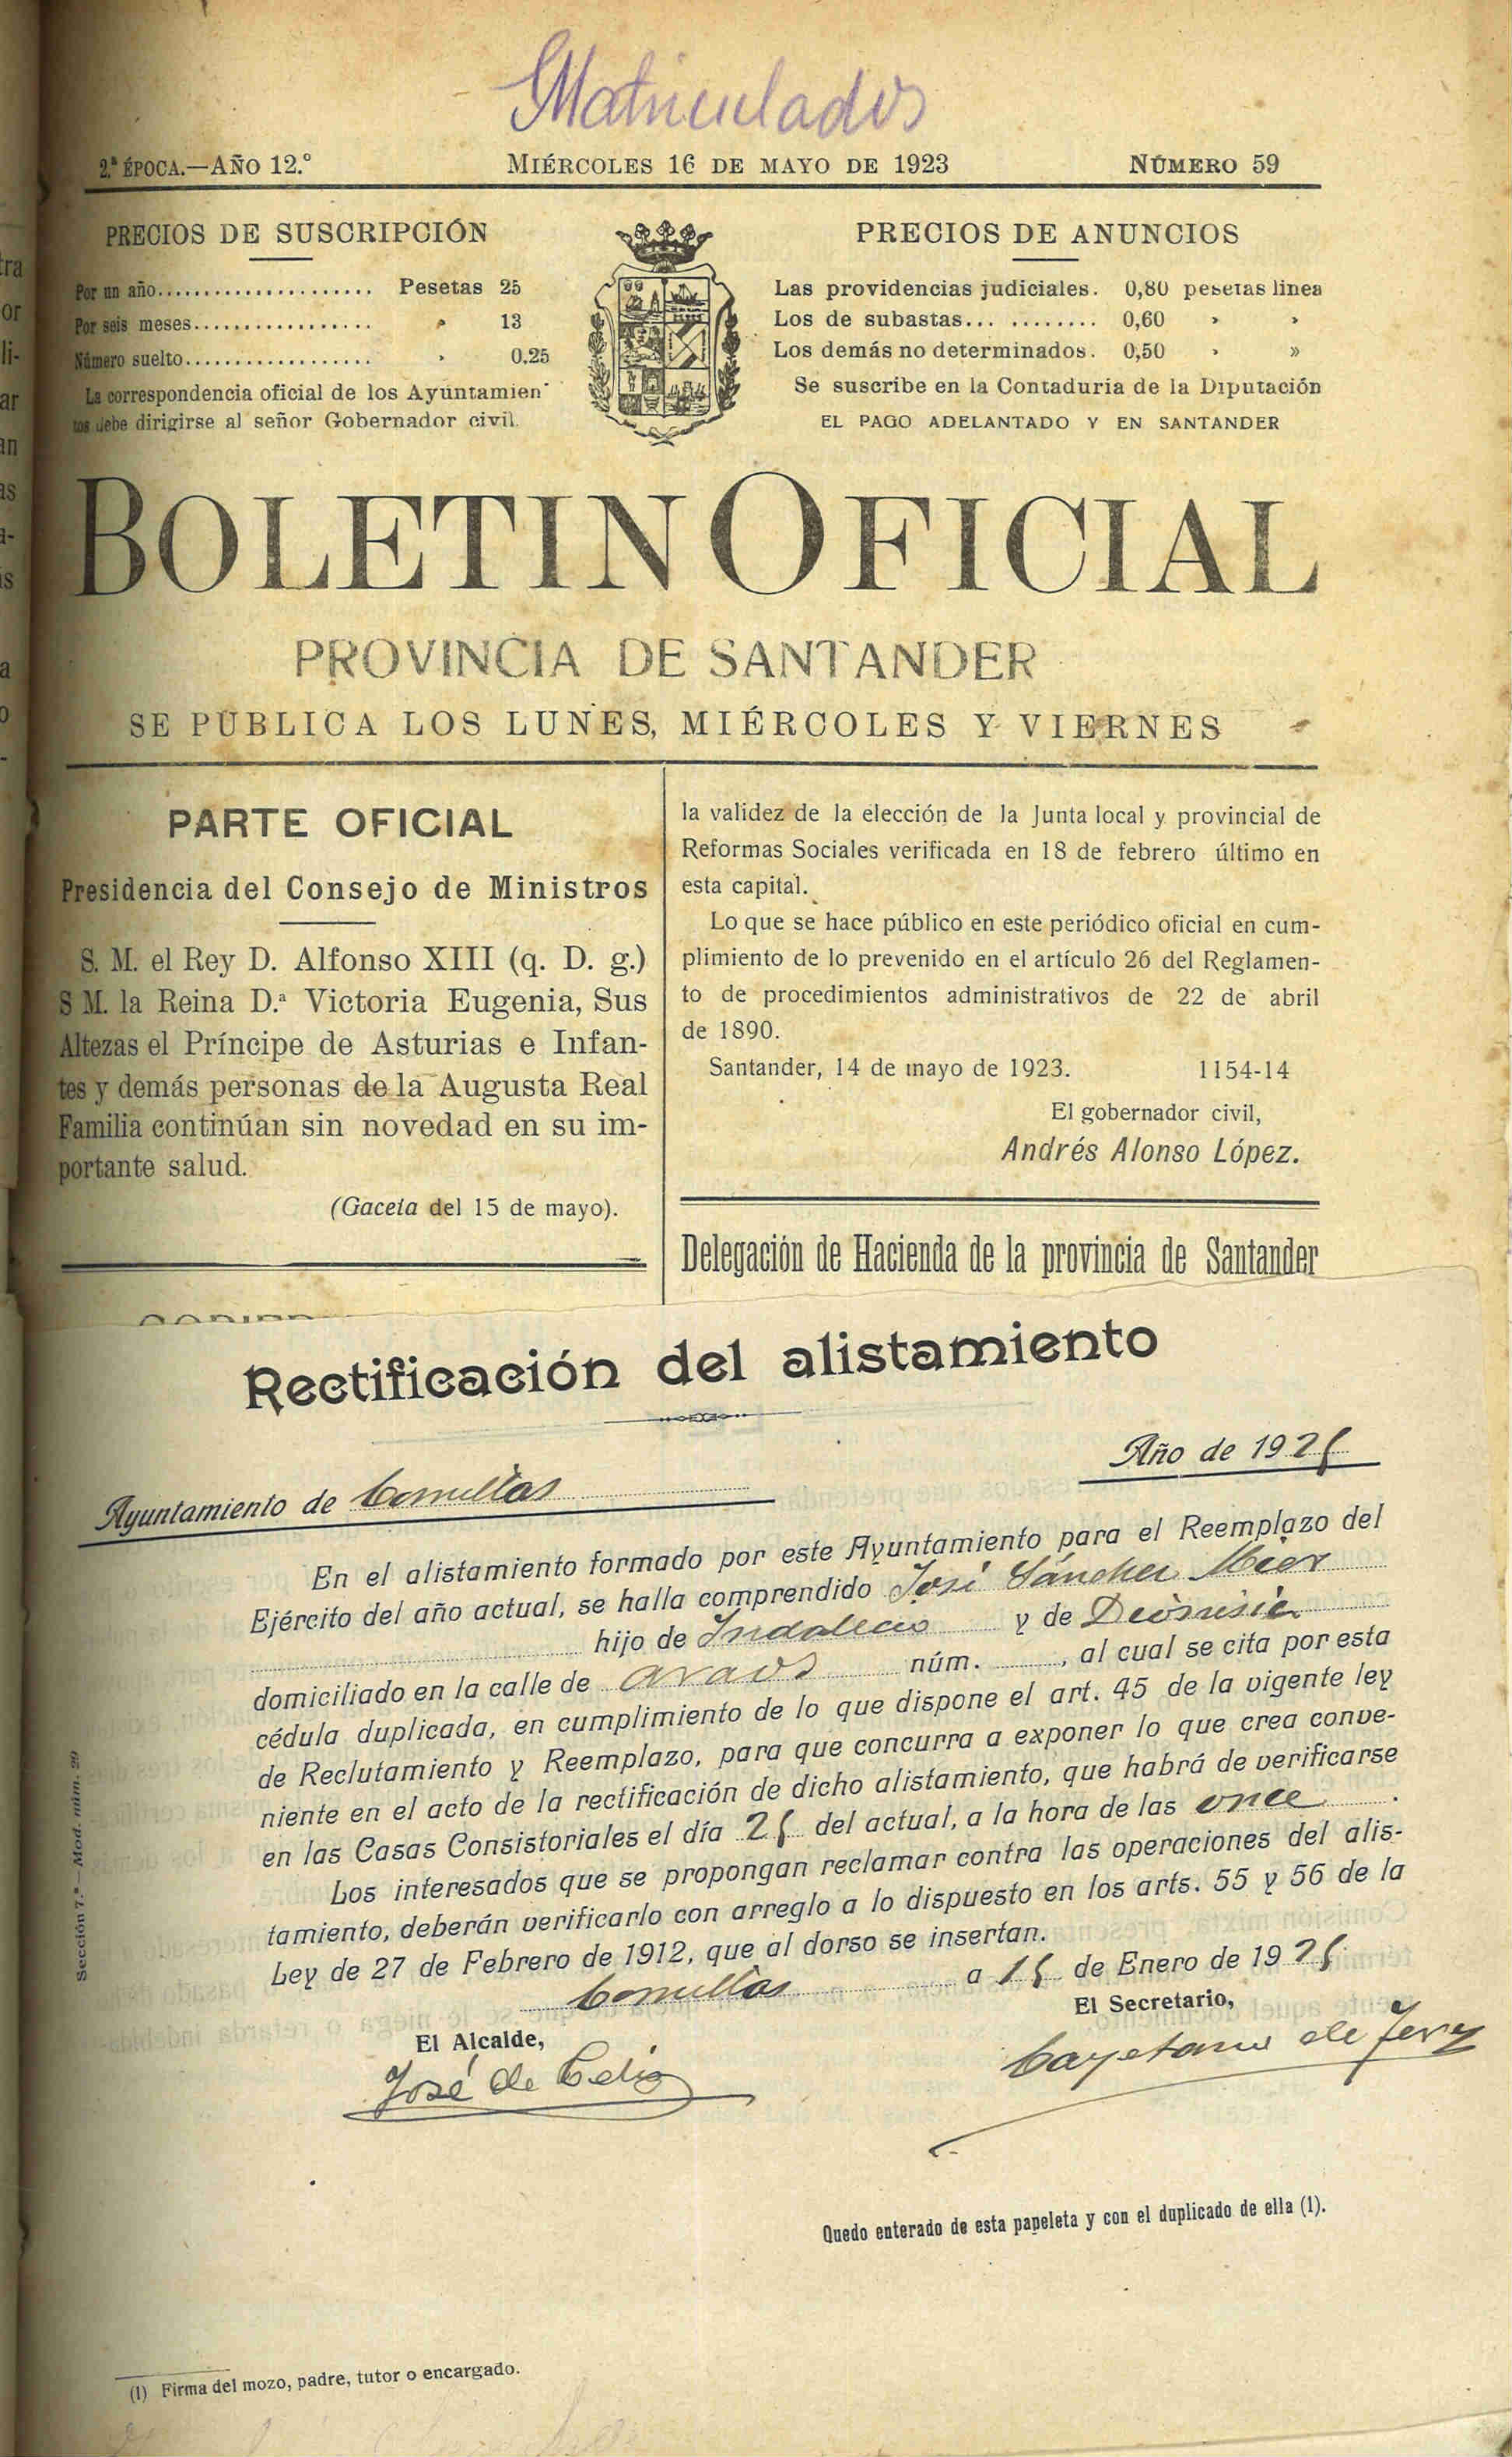 Matriculados
2.ª ÉPOCA.—AÑO 12.º MIÉRCOLES 16 DE MAYO DE 1923 NÚMERO 59
PRECIOS DE SUSCRIPCIÓN
Por un año..................... Pesetas 25
Por seis meses.................. » 13
Número suelto.................. » 0,25
La correspondencia oficial de los Ayuntamien-
tos debe dirigirse al señor Gobernador civil.
PRECIOS DE ANUNCIOS
Las providencias judiciales. 0,80 pesetas linea
Los de subastas... ......... 0,60 » »
Los demás no determinados. 0,50 » »
Se suscribe en la Contaduria de la Diputación
EL PAGO ADELANTADO Y EN SANTANDER
BOLETIN OFICIAL
PROVINCIA DE SANTANDER
SE PUBLICA LOS LUNES, MIÉRCOLES Y VIERNES
PARTE OFICIAL
Presidencia del Consejo de Ministros
S. M. el Rey D. Alfonso XIII (q. D. g.)
S M. la Reina D.ª Victoria Eugenia, Sus
Altezas el Príncipe de Asturias e Infan-
tes y demás personas de la Augusta Real
Familia continúan sin novedad en su im-
portante salud.
(Gaceta del 15 de mayo).
la validez de la elección de la Junta local y provincial de
Reformas Sociales verificada en 18 de febrero último en
esta capital.
Lo que se hace público en este periódico oficial en cum-
plimiento de lo prevenido en el artículo 26 del Reglamen-
to de procedimientos administrativos de 22 de abril
de 1890.
Santander, 14 de mayo de 1923. 1154-14
El gobernador civil,
Andrés Alonso López.
Delegación de Hacienda de la provincia de Santander
Rectificación del alistamiento
Año de 1925
Ayuntamiento de Comillas
En el alistamiento formado por este Ayuntamiento para el Reemplazo del
Ejército del año actual, se halla comprendido José Sánchez Mier
hijo de Indalecio y de Dionisia
domiciliado en la calle de Araos núm. , al cual se cita por esta
cédula duplicada, en cumplimiento de lo que dispone el art. 45 de la vigente ley
de Reclutamiento y Reemplazo, para que concurra a exponer lo que crea conve-
niente en el acto de la rectificación de dicho alistamiento, que habrá de verificarse
en las Casas Consistoriales el día 25 del actual, a la hora de las once.
Los interesados que se propongan reclamar contra las operaciones del alis-
tamiento, deberán verificarlo con arreglo a lo dispuesto en los arts. 55 y 56 de la
Ley de 27 de Febrero de 1912, que al dorso se insertan.
Comillas a 15 de Enero de 1925
El Alcalde,
José de Celis
El Secretario,
Cayetano de
Quedo enterado de esta papeleta y con el duplicado de ella (1).
(1) Firma del mozo, padre, tutor o encargado.
Sección 7.ª—Mod. núm. 29